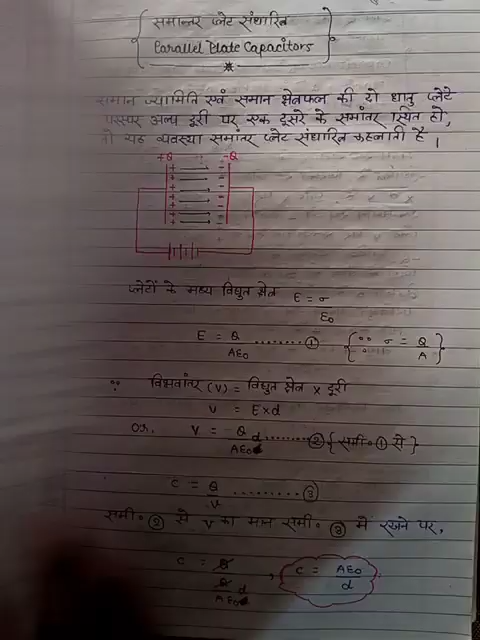 समान्तर प्लेट संधारित्र
Parallel Plate Capacitors
समान ज्यामिति एवं समान क्षेत्रफल की दो धातु प्लेटे
परस्पर अल्प दूरी पर एक दूसरे के समांतर स्थित हो,
तो यह व्यवस्था समांतर प्लेट संधारित्र कहलाती है।
+Q -Q
प्लेटों के मध्य विद्युत क्षेत्र E = σ/ε₀
E = Q/Aε₀ ........ ① {∵ σ = Q/A}
∵ विभवांतर (V) = विद्युत क्षेत्र × दूरी
V = E×d
or. V = Q/Aε₀ d ........ ② {समी॰ ① से}
C = Q/V ......... ③
समी॰ ② से V का मान समी॰ ③ में रखने पर,
C = Q/(Q/Aε₀ d) , C = Aε₀/d